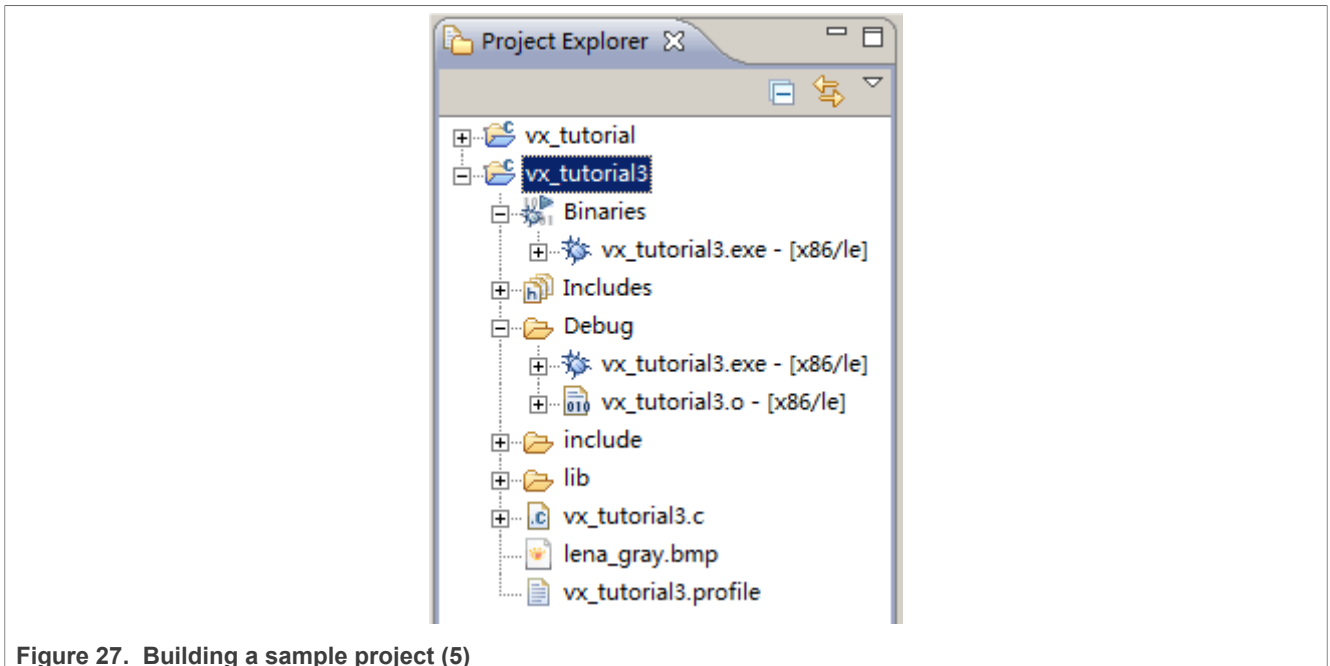 Project Explorer
vx_tutorial
vx_tutorial3
Binaries
vx_tutorial3.exe - [x86/le]
Includes
Debug
vx_tutorial3.exe - [x86/le]
vx_tutorial3.o - [x86/le]
include
lib
vx_tutorial3.c
lena_gray.bmp
vx_tutorial3.profile
Figure 27. Building a sample project (5)